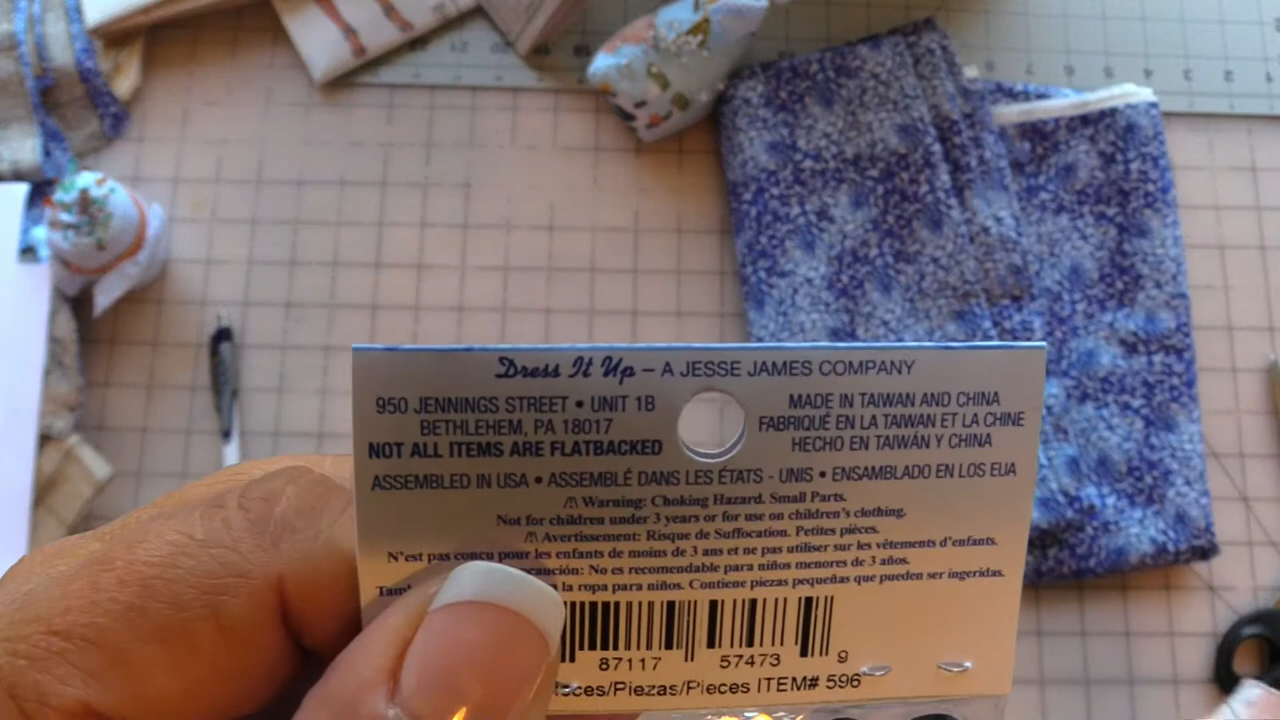 Dress It Up – A JESSE JAMES COMPANY
950 JENNINGS STREET • UNIT 1B
BETHLEHEM, PA 18017
NOT ALL ITEMS ARE FLATBACKED
MADE IN TAIWAN AND CHINA
FABRIQUÉ EN LA TAIWAN ET LA CHINE
HECHO EN TAIWÁN Y CHINA
ASSEMBLED IN USA • ASSEMBLÉ DANS LES ÉTATS - UNIS • ENSAMBLADO EN LOS EUA
⚠ Warning: Choking Hazard. Small Parts.
Not for children under 3 years or for use on children's clothing.
⚠ Avertissement: Risque de Suffocation. Petites pièces.
N'est pas conçu pour les enfants de moins de 3 ans et ne pas utiliser sur les vêtements d'enfants.
No es recomendable para niños menores de 3 años.
la ropa para niños. Contiene piezas pequeñas que pueden ser ingeridas.
87117 57473 9
/Piezas/Pieces ITEM# 596